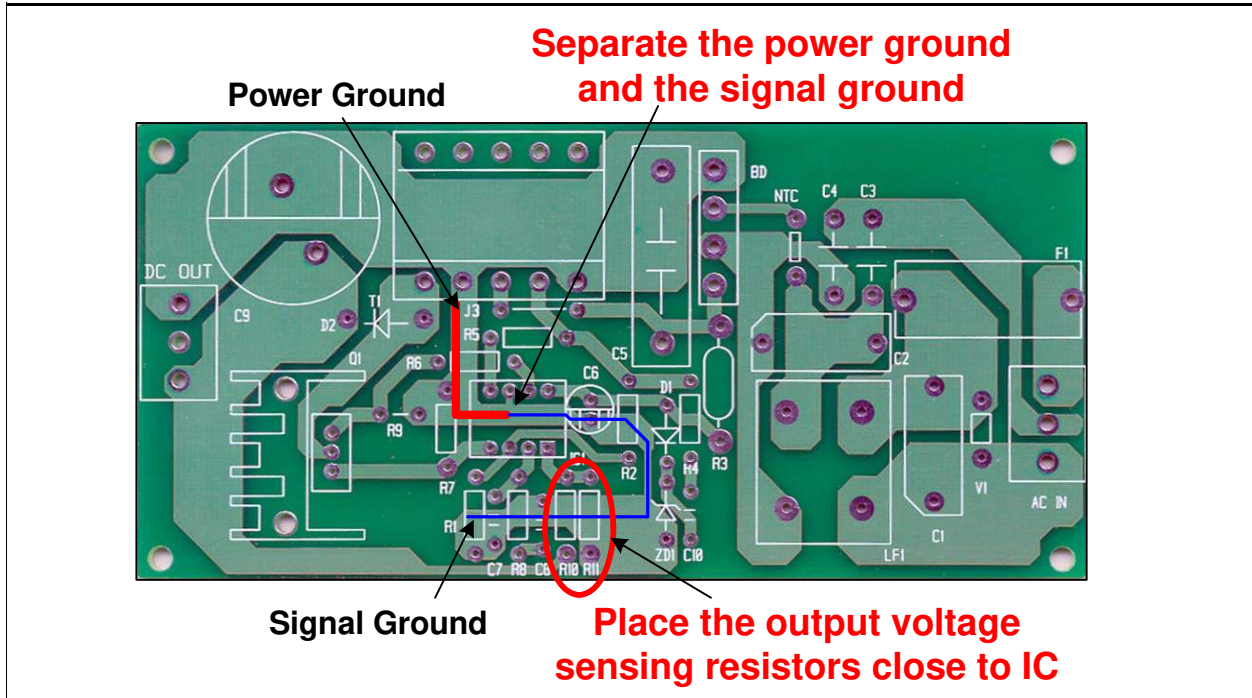 Separate the power ground
and the signal ground
Power Ground
BD
NTC
C4
C3
F1
DC OUT
C9
T1
D2
J3
R5
C5
C2
Q1
R6
C6
D1
R9
R2
R4
R3
R7
V1
AC IN
R1
C7
R8
R10
R11
ZD1
C10
LF1
C1
Signal Ground
Place the output voltage
sensing resistors close to IC